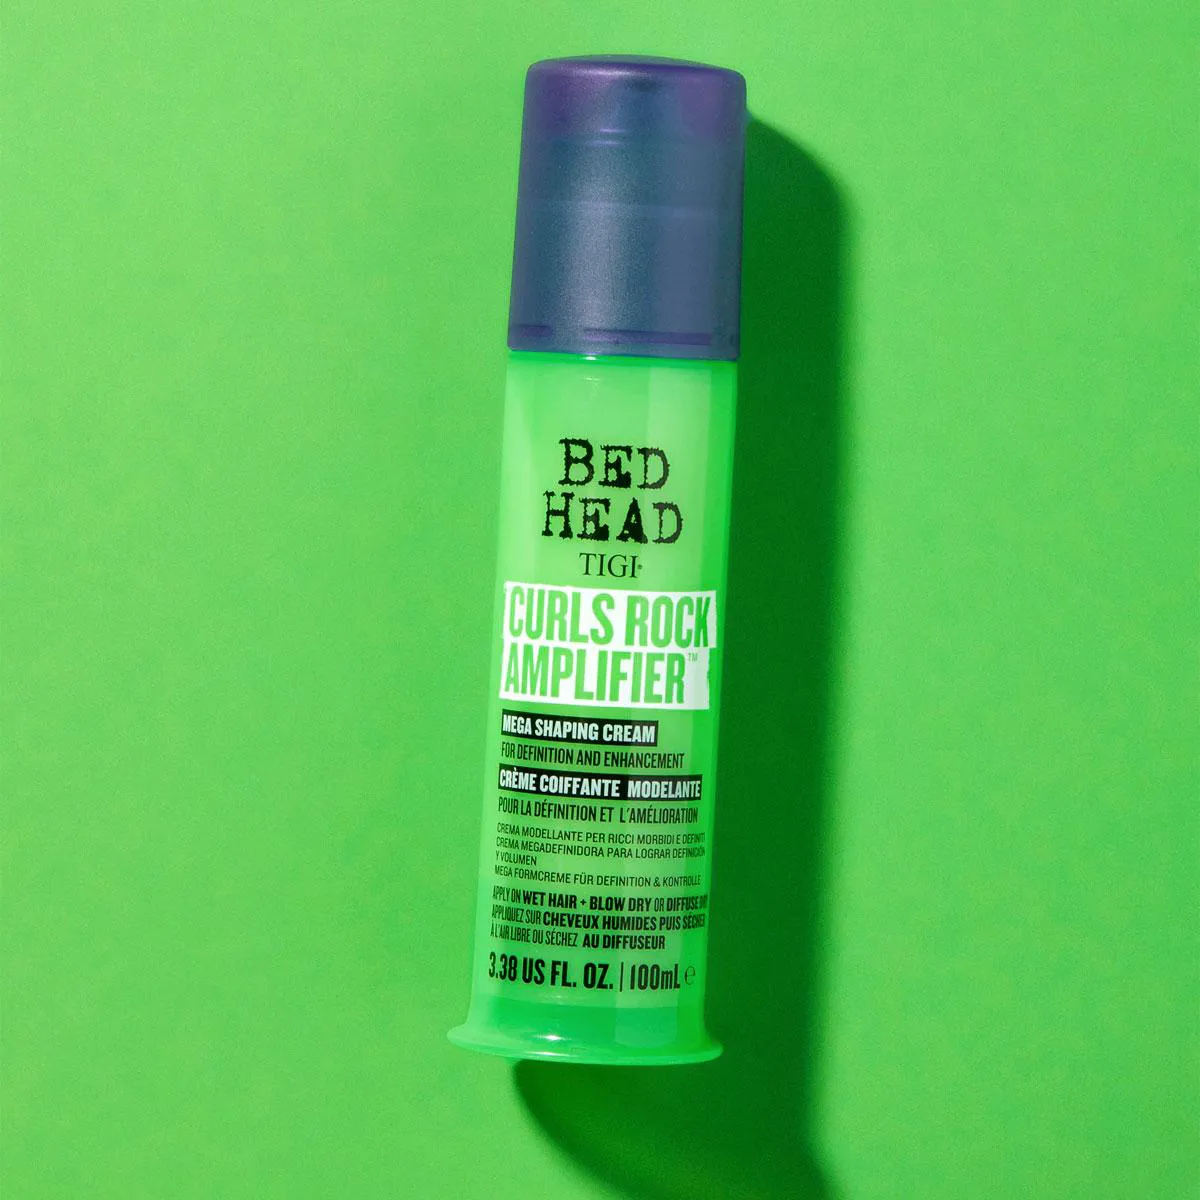 BED
HEAD
TIGI®
CURLS ROCK
AMPLIFIER™
MEGA SHAPING CREAM
FOR DEFINITION AND ENHANCEMENT
CRÈME COIFFANTE MODELANTE
POUR LA DÉFINITION ET L'AMÉLIORATION
CREMA MODELLANTE PER RICCI MORBIDI E DEFINITI
CREMA MEGADEFINIDORA PARA LOGRAR DEFINICIÓN
Y VOLUMEN
MEGA FORMCREME FÜR DEFINITION & KONTROLLE
APPLY ON WET HAIR + BLOW DRY OR DIFFUSE DRY
APPLIQUEZ SUR CHEVEUX HUMIDES PUIS SÉCHER
À L'AIR LIBRE OU SÉCHEZ AU DIFFUSEUR
3.38 US FL. OZ. | 100mL ℮